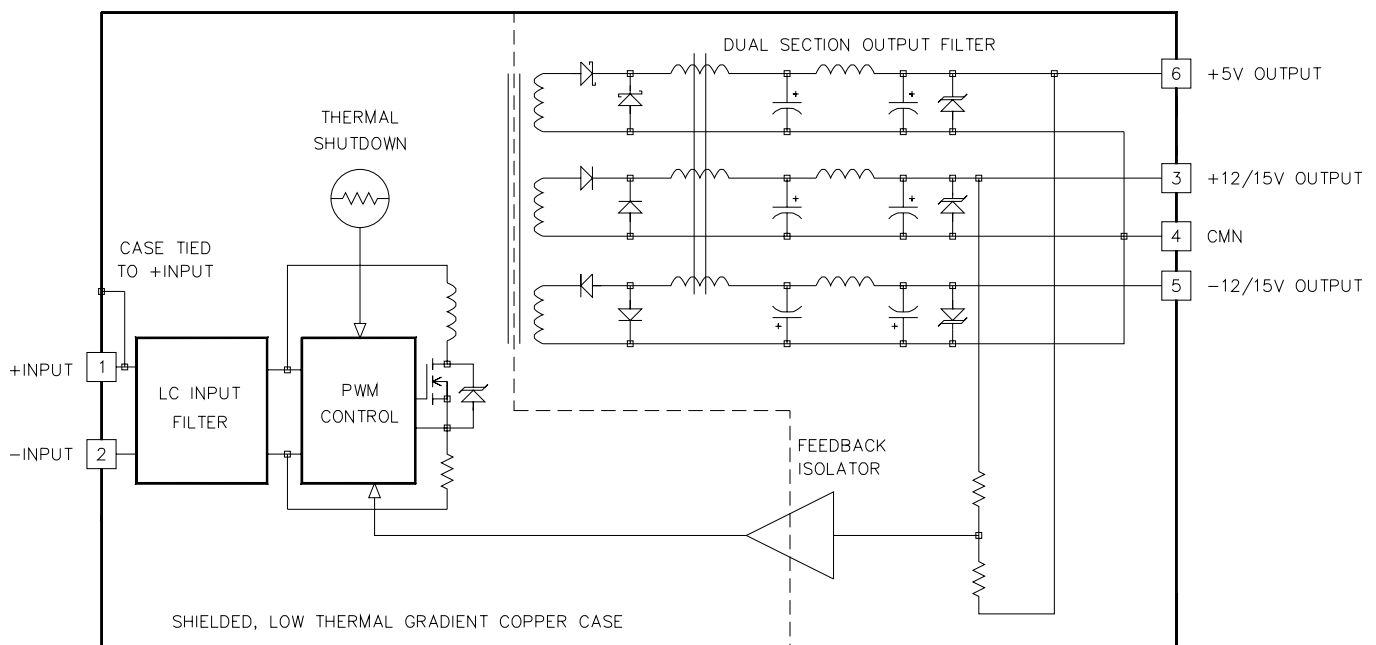 DUAL SECTION OUTPUT FILTER
6 +5V OUTPUT
THERMAL
SHUTDOWN
3 +12/15V OUTPUT
4 CMN
5 -12/15V OUTPUT
CASE TIED
TO +INPUT
+INPUT 1
-INPUT 2
LC INPUT
FILTER
PWM
CONTROL
FEEDBACK
ISOLATOR
SHIELDED, LOW THERMAL GRADIENT COPPER CASE
+
+
+
+
+
+